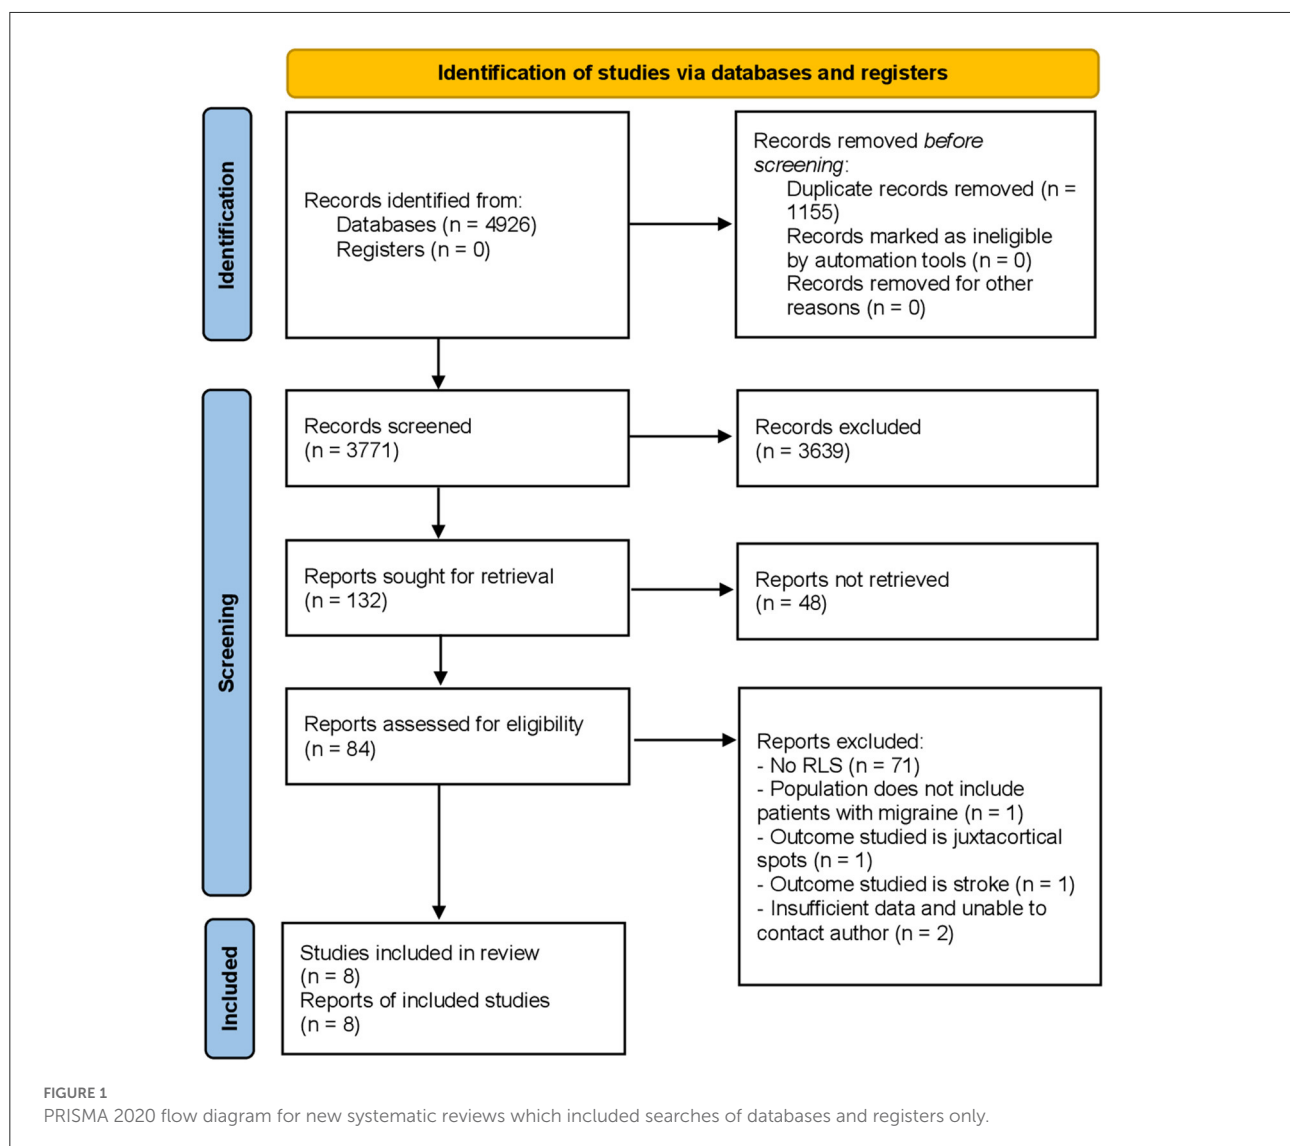 Identification of studies via databases and registers
Identification
Records identified from:
Databases (n = 4926)
Registers (n = 0)
Records removed before
screening:
Duplicate records removed (n =
1155)
Records marked as ineligible
by automation tools (n = 0)
Records removed for other
reasons (n = 0)
Screening
Records screened
(n = 3771)
Records excluded
(n = 3639)
Reports sought for retrieval
(n = 132)
Reports not retrieved
(n = 48)
Reports assessed for eligibility
(n = 84)
Reports excluded:
- No RLS (n = 71)
- Population does not include
patients with migraine (n = 1)
- Outcome studied is juxtacortical
spots (n = 1)
- Outcome studied is stroke (n = 1)
- Insufficient data and unable to
contact author (n = 2)
Included
Studies included in review
(n = 8)
Reports of included studies
(n = 8)
FIGURE 1
PRISMA 2020 flow diagram for new systematic reviews which included searches of databases and registers only.